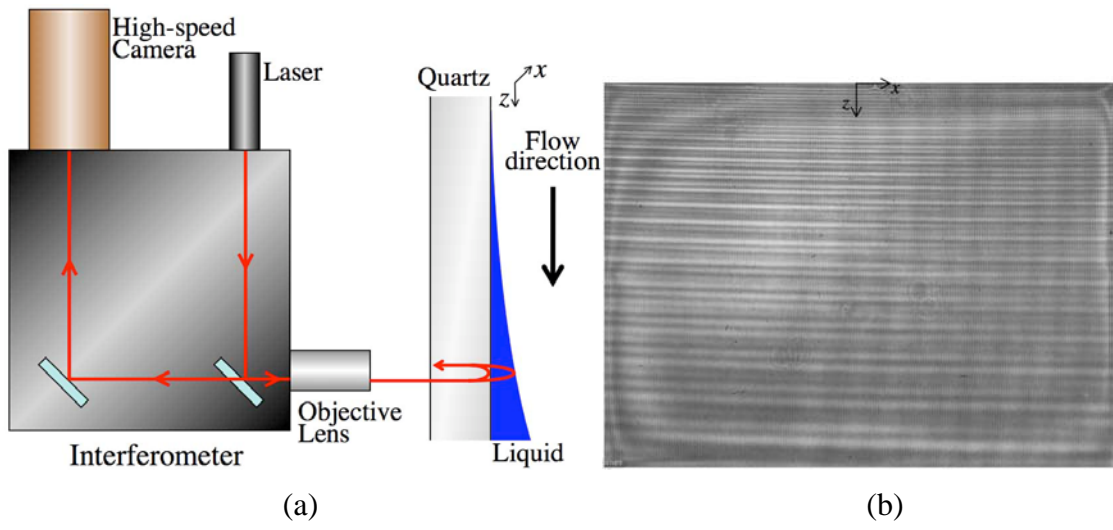 High-speed
Camera
Laser
Quartz
x
z
Flow
direction
Objective
Lens
Liquid
Interferometer
x
z
(a)
(b)